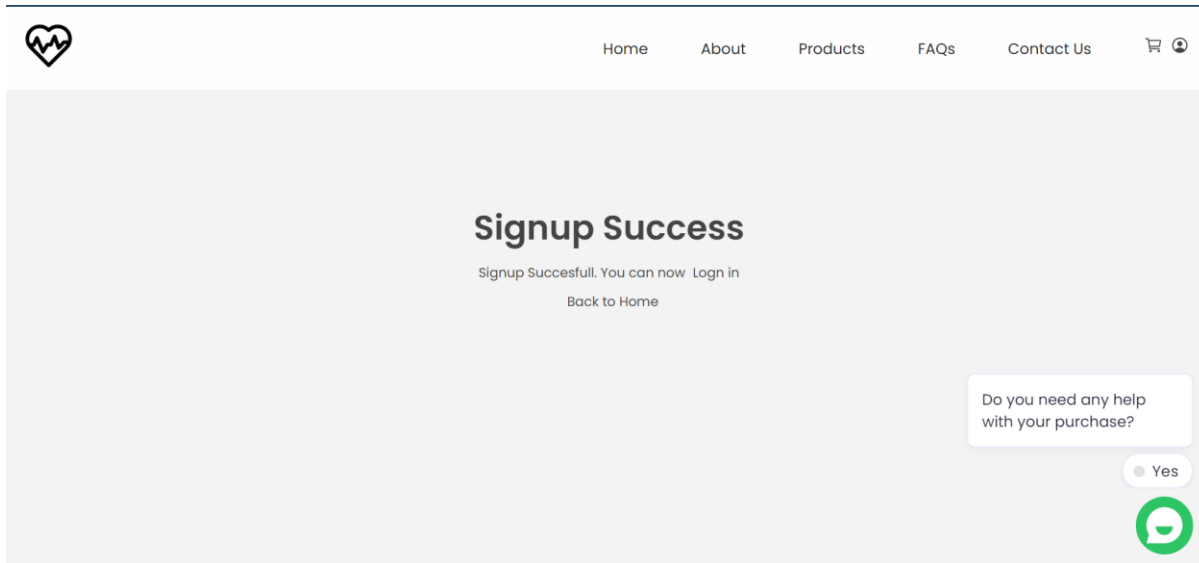 Home About Products FAQs Contact Us
Signup Success
Signup Succesfull. You can now Logn in
Back to Home
Do you need any help
with your purchase?
Yes